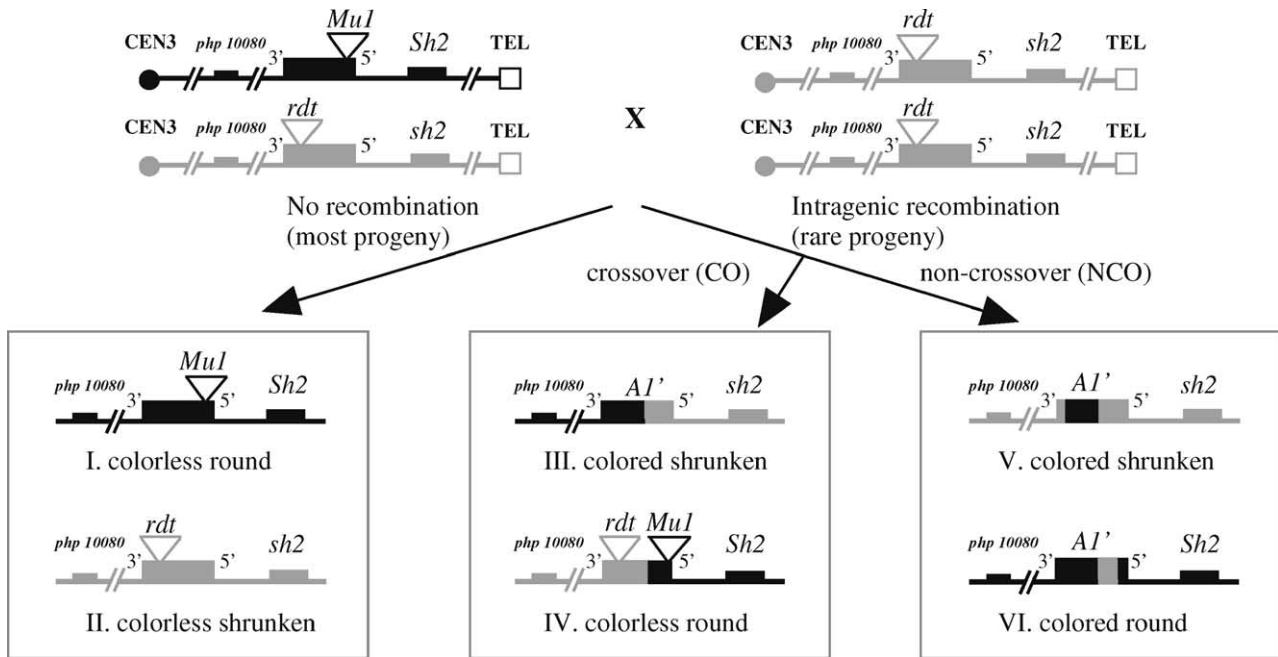 Mu1
CEN3 php 10080 3’ 5’ Sh2 TEL
rdt
CEN3 php 10080 3’ 5’ sh2 TEL
X
rdt
CEN3 php 10080 3’ 5’ sh2 TEL
rdt
CEN3 php 10080 3’ 5’ sh2 TEL
No recombination
(most progeny)
Intragenic recombination
(rare progeny)
crossover (CO)
non-crossover (NCO)
Mu1
php 10080 3’ 5’ Sh2
I. colorless round
rdt
php 10080 3’ 5’ sh2
II. colorless shrunken
php 10080 3’ A1’ 5’ sh2
III. colored shrunken
rdt Mu1
php 10080 3’ 5’ Sh2
IV. colorless round
php 10080 3’ A1’ 5’ sh2
V. colored shrunken
php 10080 3’ A1’ 5’ Sh2
VI. colored round